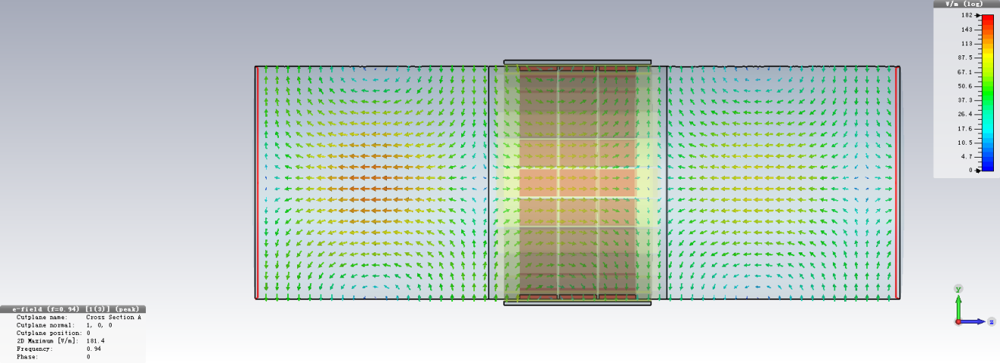 V/m (log)
182
143
113
87.5
67.1
50.6
37.3
26.4
17.6
10.5
4.7
0
e-field (f=0.94) [1(3)] (peak)
Cutplane name: Cross Section A
Cutplane normal: 1, 0, 0
Cutplane position: 0
2D Maximum [V/m]: 181.4
Frequency: 0.94
Phase: 0
Y
z